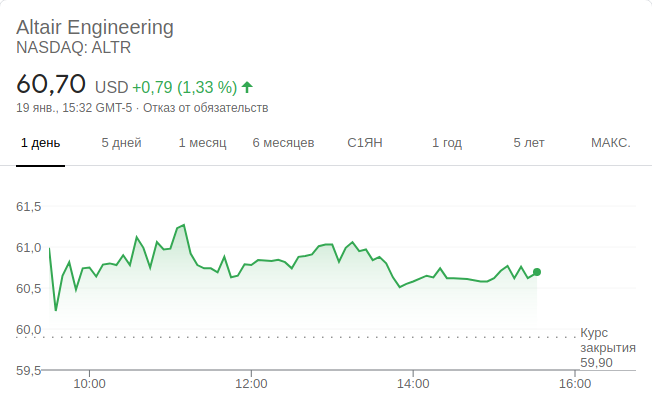 Altair Engineering
NASDAQ: ALTR
60,70 USD +0,79 (1,33 %)
19 янв., 15:32 GMT-5 · Отказ от обязательств
1 день 5 дней 1 месяц 6 месяцев С1ЯН 1 год 5 лет МАКС.
61,5
61,0
60,5
60,0
Курс
закрытия
59,90
59,5
10:00 12:00 14:00 16:00